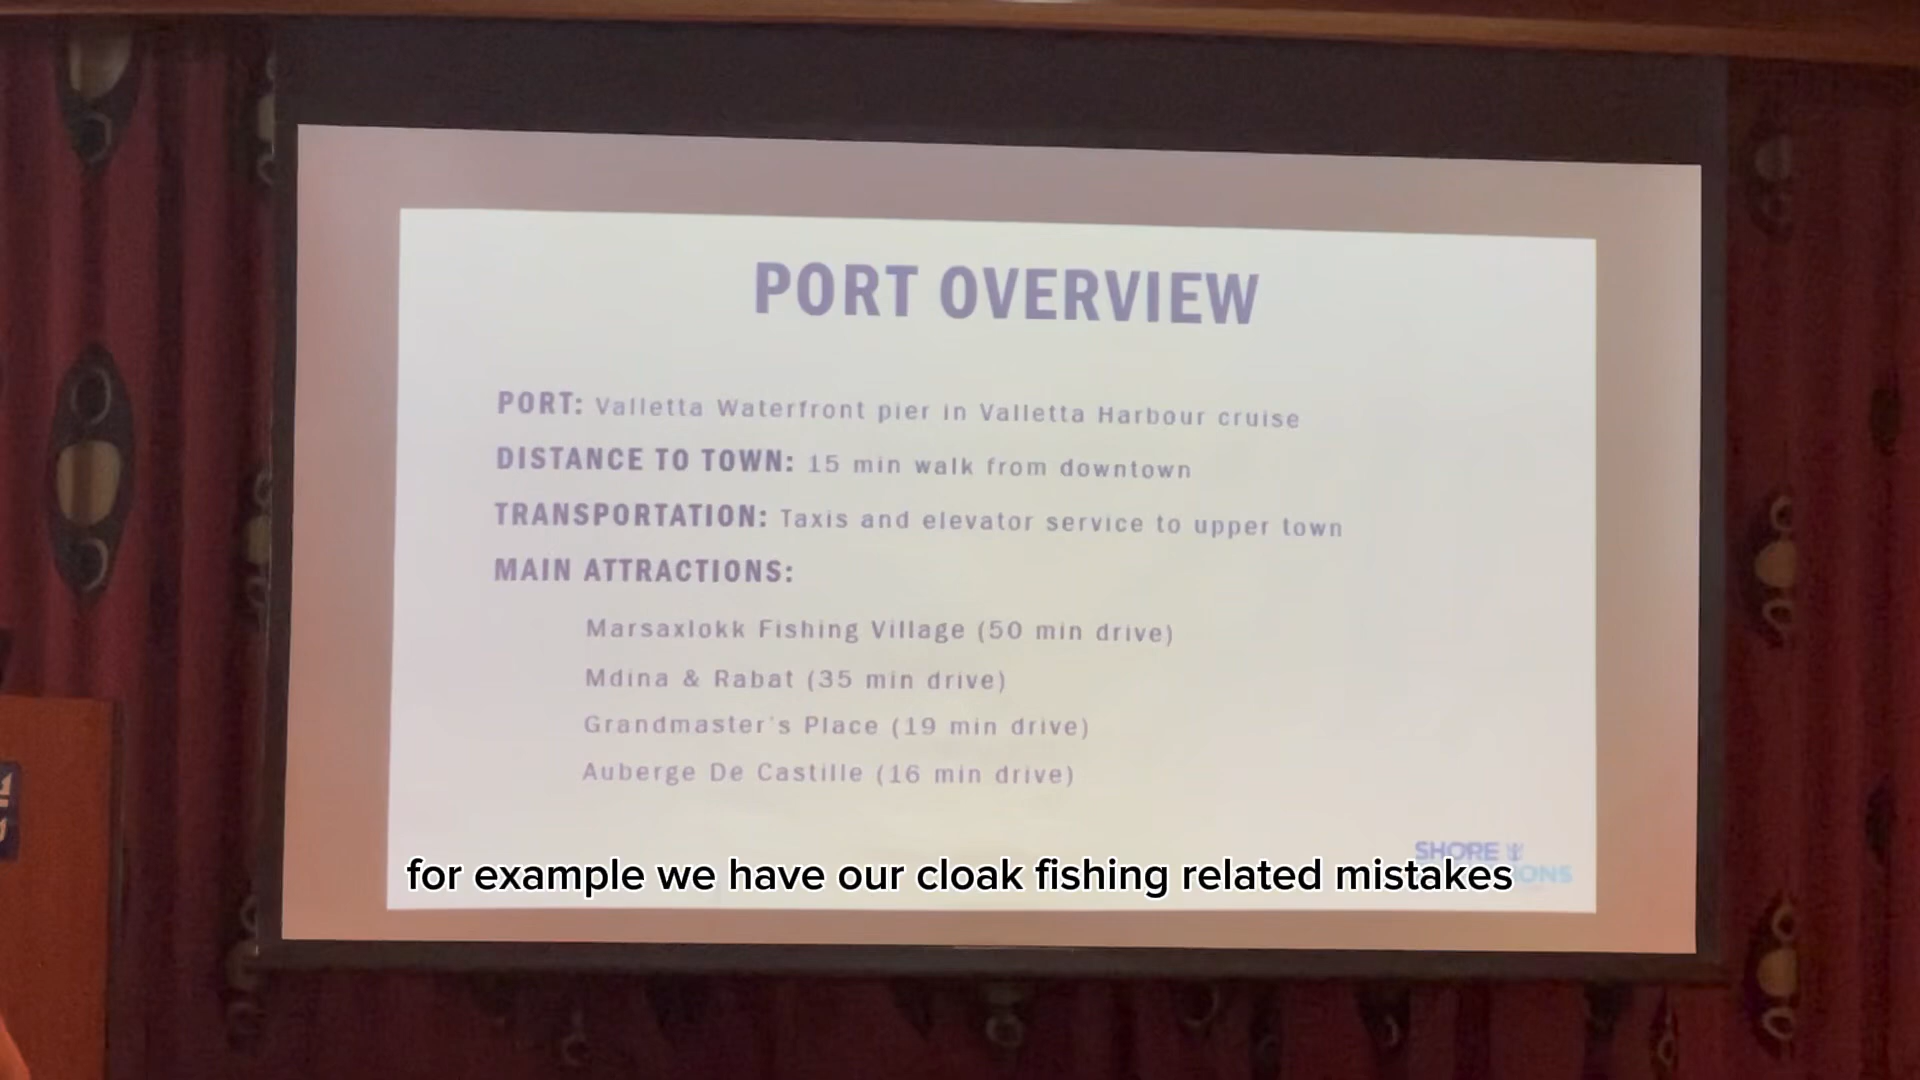 PORT OVERVIEW
PORT: Valletta Waterfront pier in Valletta Harbour cruise
DISTANCE TO TOWN: 15 min walk from downtown
TRANSPORTATION: Taxis and elevator service to upper town
MAIN ATTRACTIONS:
Marsaxlokk Fishing Village (50 min drive)
Mdina & Rabat (35 min drive)
Grandmaster's Place (19 min drive)
Auberge De Castille (16 min drive)
SHORE
for example we have our cloak fishing related mistakes